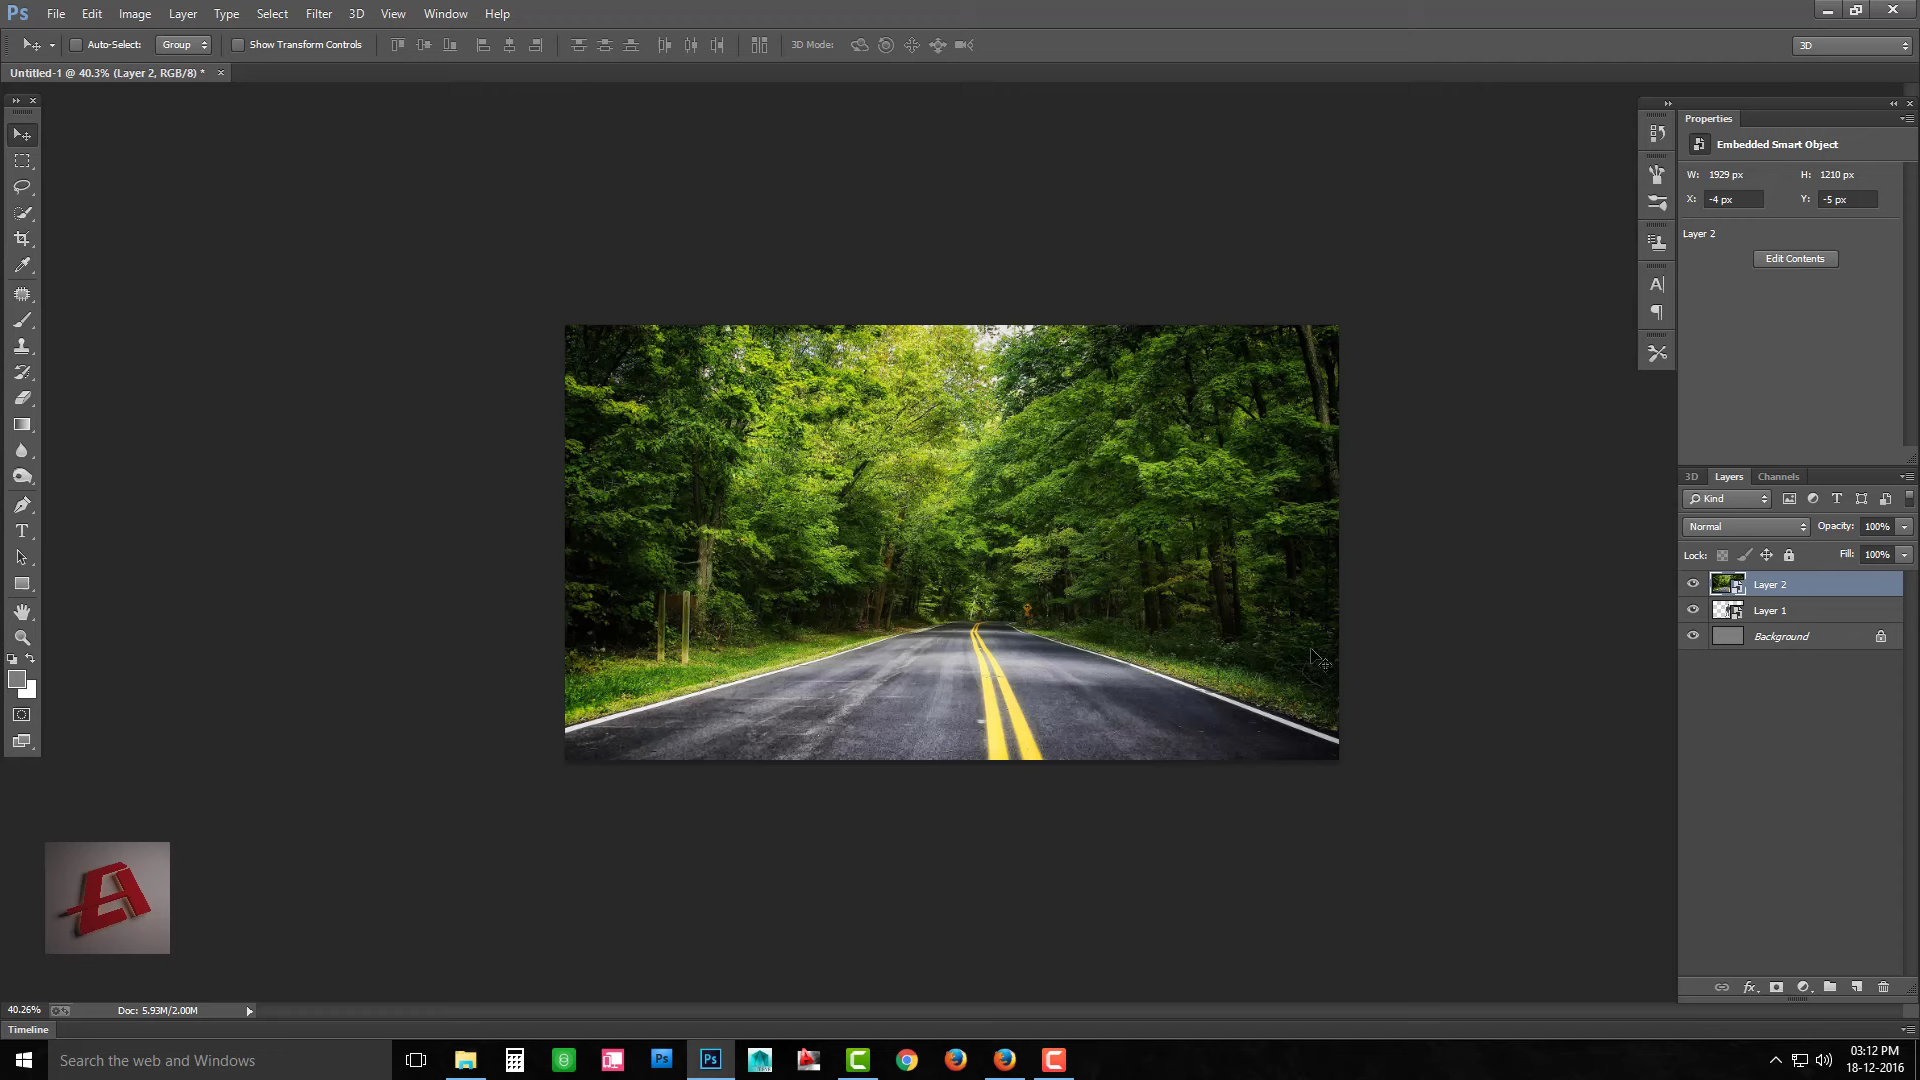 Ps File Edit Image Layer Type Select Filter 3D View Window Help
Auto-Select: Group Show Transform Controls 3D Mode: 3D
Untitled-1 @ 40.3% (Layer 2, RGB/8) *
Properties
Embedded Smart Object
W: 1929 px H: 1210 px
X: -4 px Y: -5 px
Layer 2
Edit Contents
3D Layers Channels
Kind
Normal Opacity: 100%
Lock: Fill: 100%
Layer 2
Layer 1
Background
40.26% Doc: 5.93M/2.00M
Timeline
Search the web and Windows
Ps Ps
03:12 PM
18-12-2016